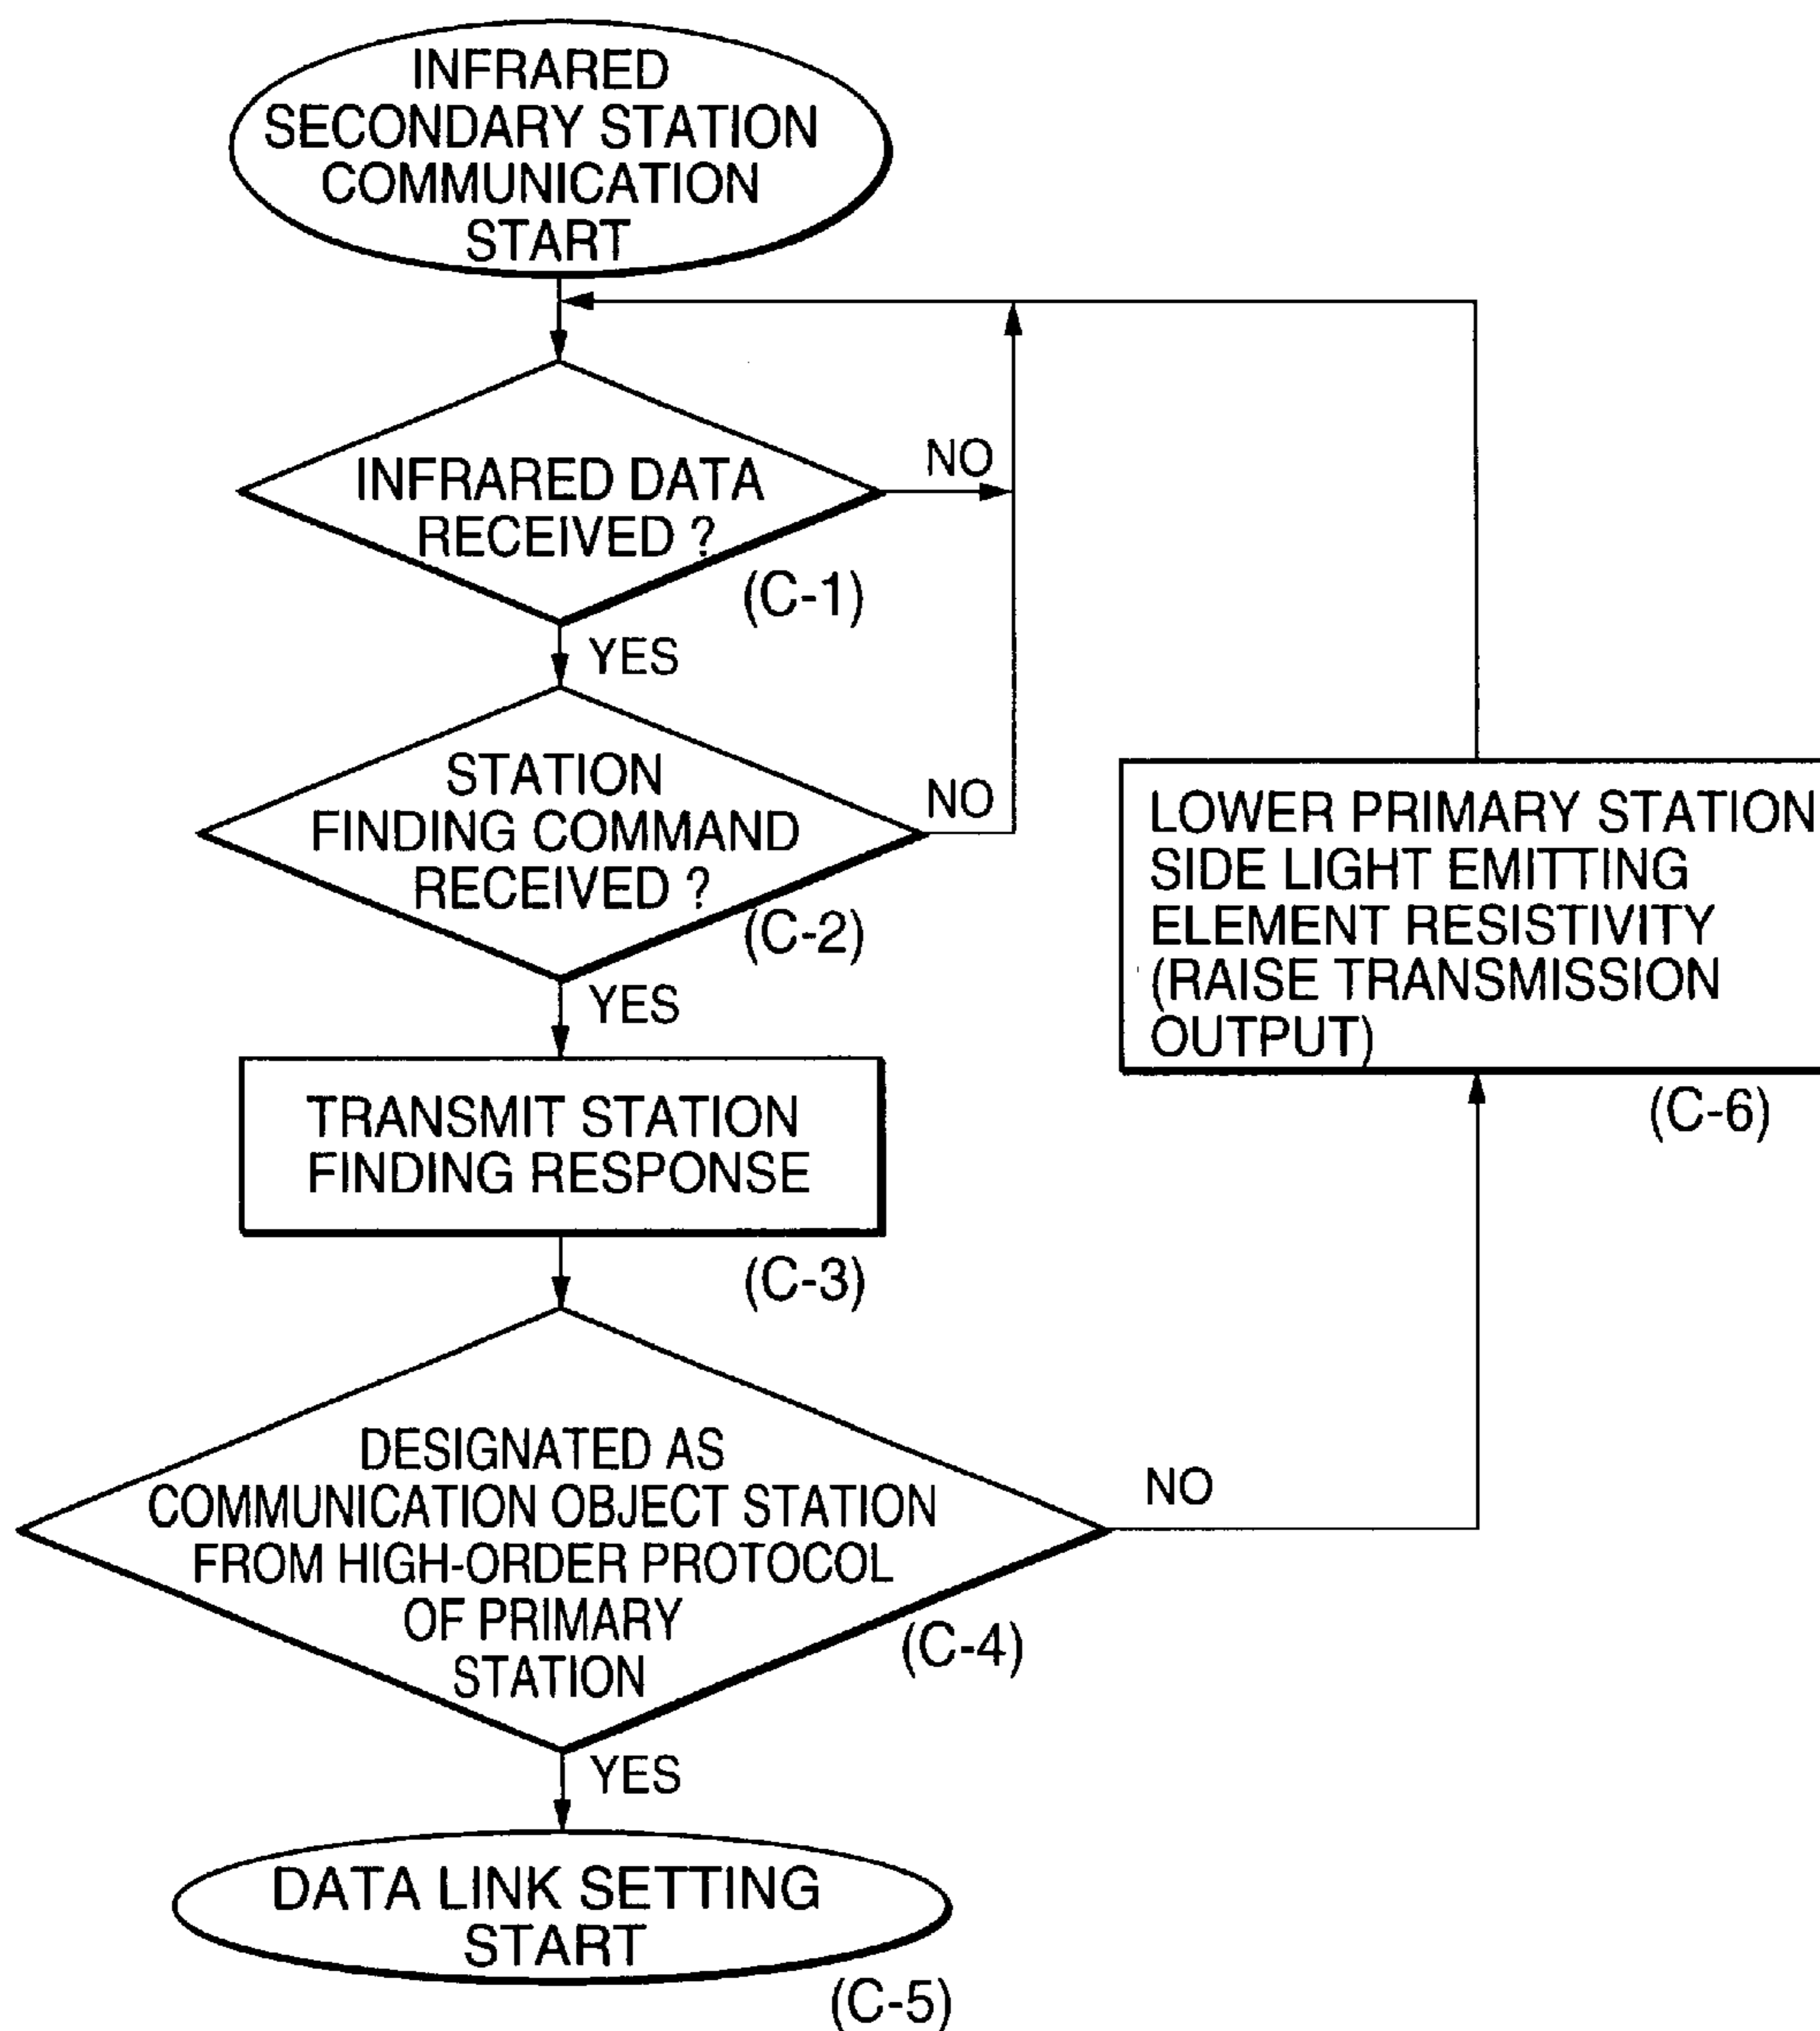 INFRARED
SECONDARY STATION
COMMUNICATION
START
INFRARED DATA
RECEIVED ?
NO
(C-1)
YES
STATION
FINDING COMMAND
RECEIVED ?
NO
(C-2)
YES
LOWER PRIMARY STATION
SIDE LIGHT EMITTING
ELEMENT RESISTIVITY
(RAISE TRANSMISSION
OUTPUT)
(C-6)
TRANSMIT STATION
FINDING RESPONSE
(C-3)
DESIGNATED AS
COMMUNICATION OBJECT STATION
FROM HIGH-ORDER PROTOCOL
OF PRIMARY
STATION
NO
(C-4)
YES
DATA LINK SETTING
START
(C-5)